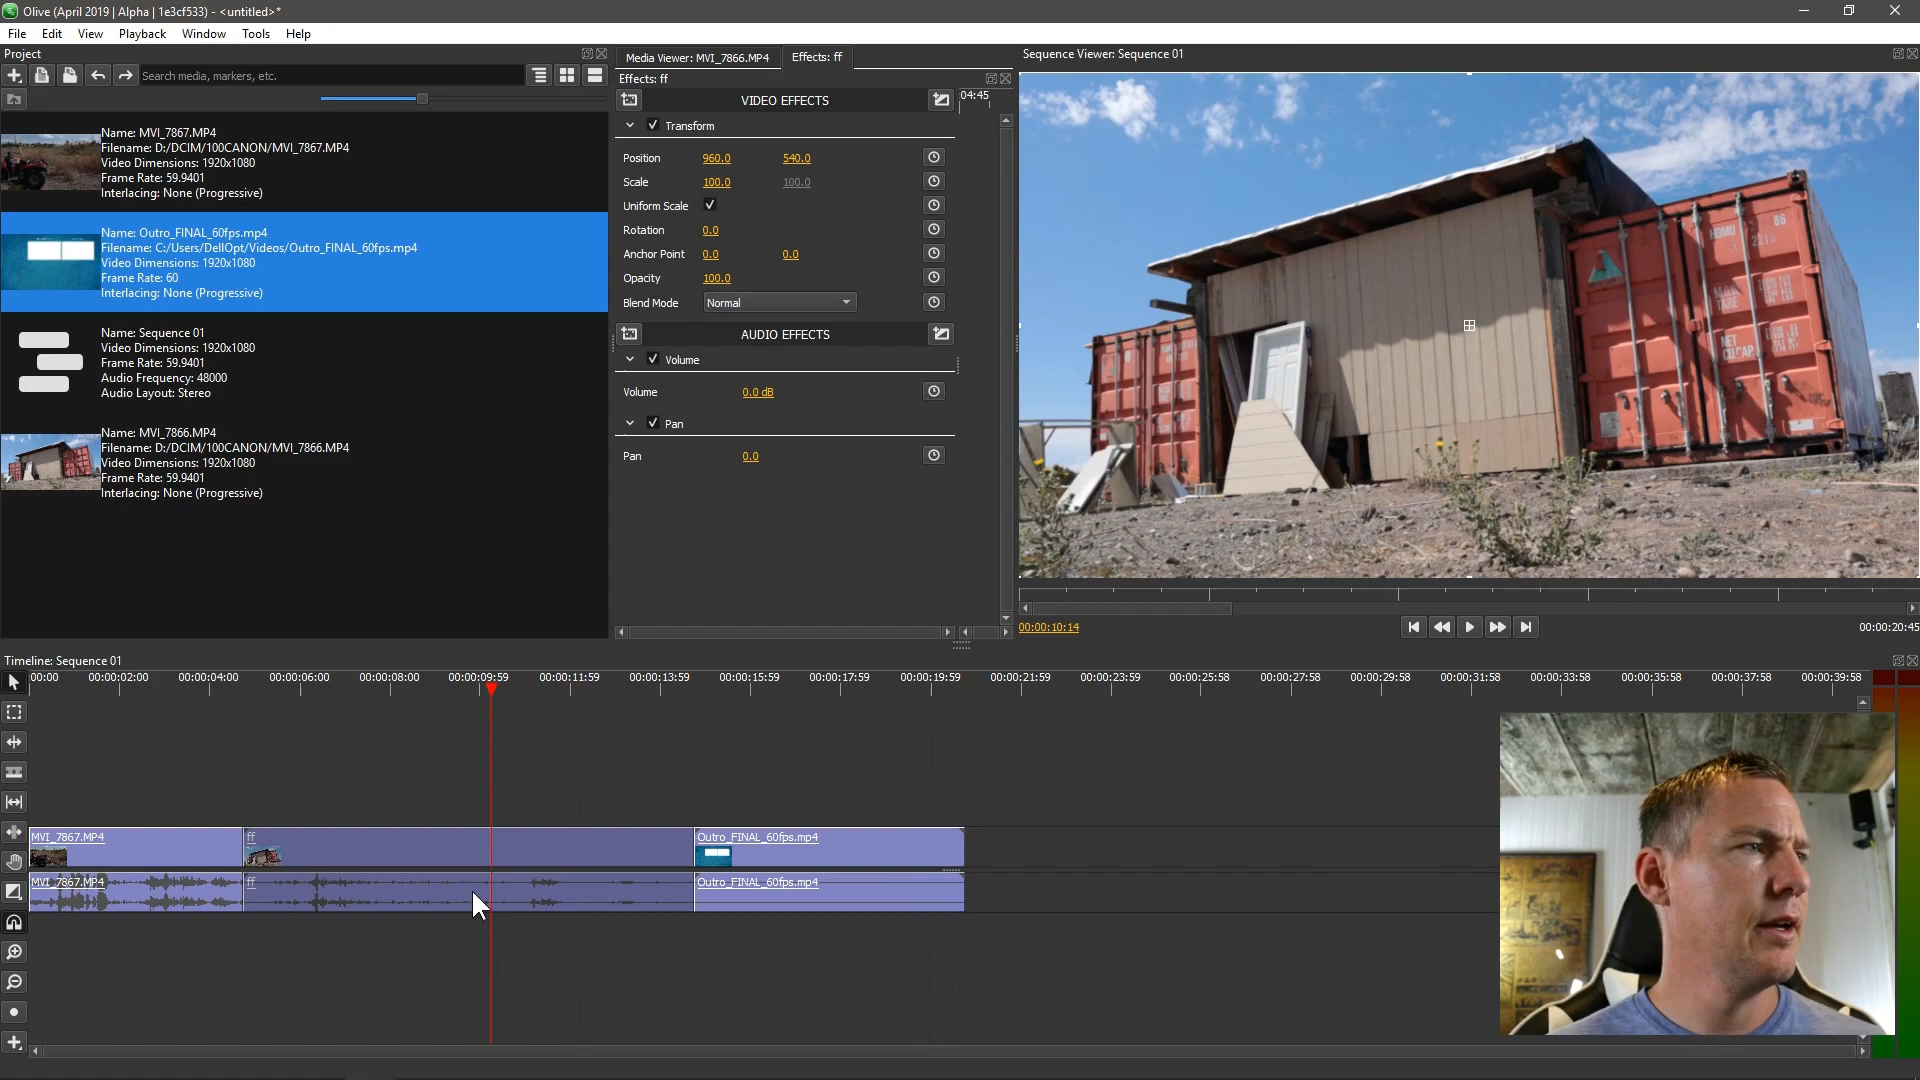 Olive (April 2019 | Alpha | 1e3cf533) - <untitled>*
File Edit View Playback Window Tools Help
Project
Search media, markers, etc.
Name: MVI_7867.MP4
Filename: D:/DCIM/100CANON/MVI_7867.MP4
Video Dimensions: 1920x1080
Frame Rate: 59.9401
Interlacing: None (Progressive)
Name: Outro_FINAL_60fps.mp4
Filename: C:/Users/DellOpt/Videos/Outro_FINAL_60fps.mp4
Video Dimensions: 1920x1080
Frame Rate: 60
Interlacing: None (Progressive)
Name: Sequence 01
Video Dimensions: 1920x1080
Frame Rate: 59.9401
Audio Frequency: 48000
Audio Layout: Stereo
Name: MVI_7866.MP4
Filename: D:/DCIM/100CANON/MVI_7866.MP4
Video Dimensions: 1920x1080
Frame Rate: 59.9401
Interlacing: None (Progressive)
Media Viewer: MVI_7866.MP4 Effects: ff
Effects: ff
VIDEO EFFECTS
04:45
Transform
Position 960.0 540.0
Scale 100.0 100.0
Uniform Scale
Rotation 0.0
Anchor Point 0.0 0.0
Opacity 100.0
Blend Mode Normal
AUDIO EFFECTS
Volume
Volume 0.0 dB
Pan
Pan 0.0
Sequence Viewer: Sequence 01
HDMU 86
00:00:10:14
00:00:20:45
Timeline: Sequence 01
00:00 00:00:02:00 00:00:04:00 00:00:06:00 00:00:08:00 00:00:09:59 00:00:11:59 00:00:13:59 00:00:15:59 00:00:17:59 00:00:19:59 00:00:21:59 00:00:23:59 00:00:25:58 00:00:27:58 00:00:29:58 00:00:31:58 00:00:33:58 00:00:35:58 00:00:37:58 00:00:39:58
MVI_7867.MP4 ff Outro_FINAL_60fps.mp4
MVI_7867.MP4 ff Outro_FINAL_60fps.mp4